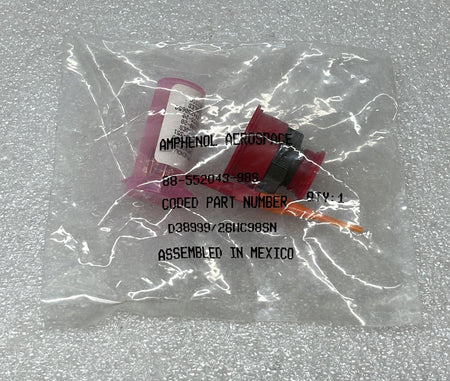 AMPHENOL AEROSPACE
88-552043-98S
CODED PART NUMBER
QTY:1
D38999/26HC98SN
ASSEMBLED IN MEXICO